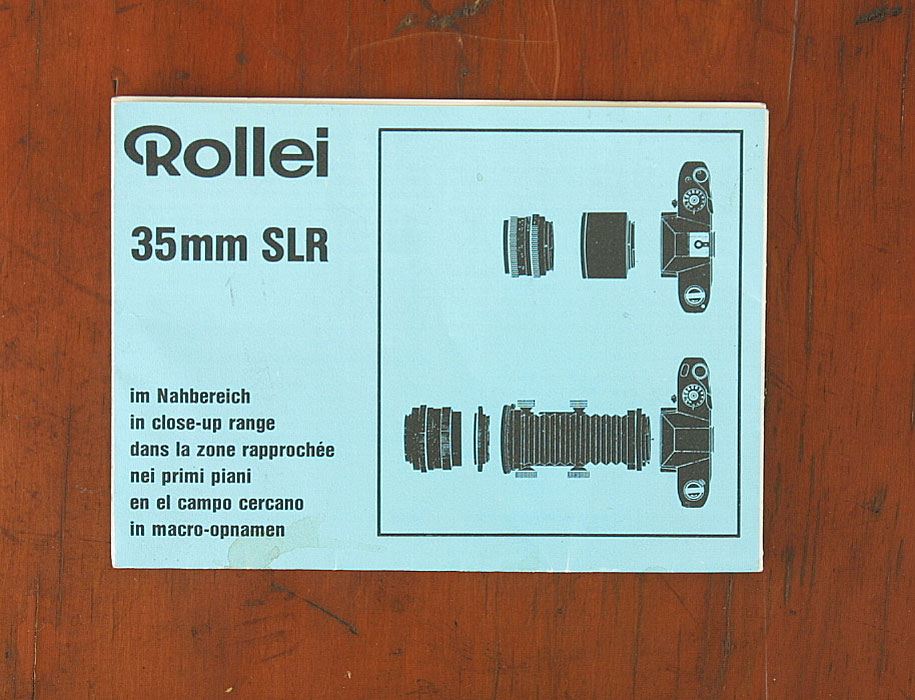 Rollei
35mm SLR
im Nahbereich
in close-up range
dans la zone rapprochée
nei primi piani
en el campo cercano
in macro-opnamen